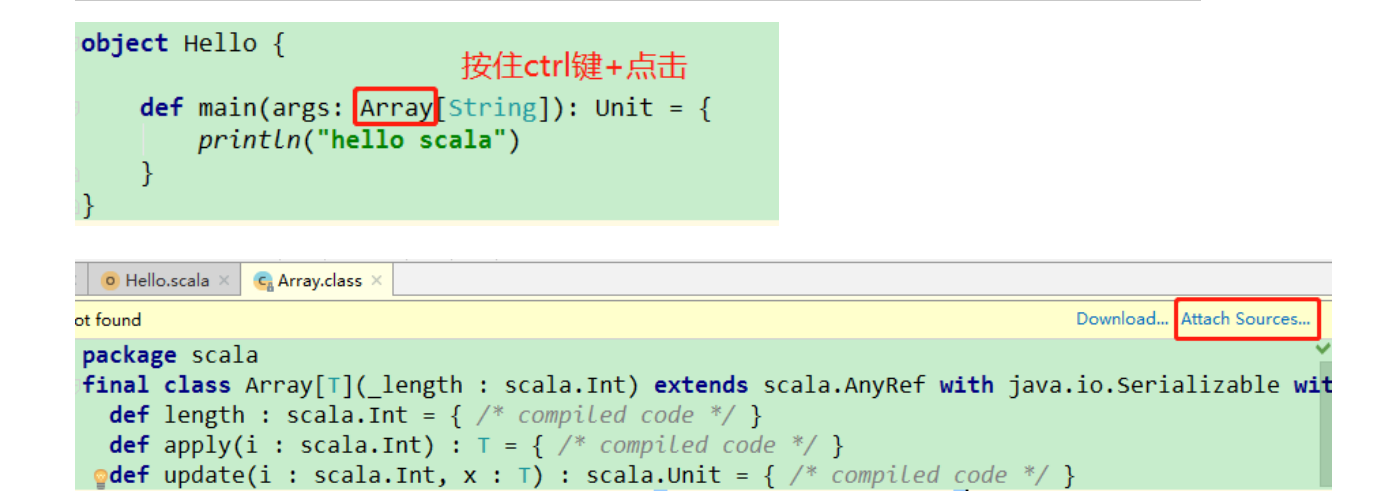 object Hello {
按住ctrl键+点击
def main(args: Array[String]): Unit = {
println("hello scala")
}
}
Hello.scala × Array.class ×
ot found Download... Attach Sources...
package scala
final class Array[T](_length : scala.Int) extends scala.AnyRef with java.io.Serializable wit
def length : scala.Int = { /* compiled code */ }
def apply(i : scala.Int) : T = { /* compiled code */ }
def update(i : scala.Int, x : T) : scala.Unit = { /* compiled code */ }